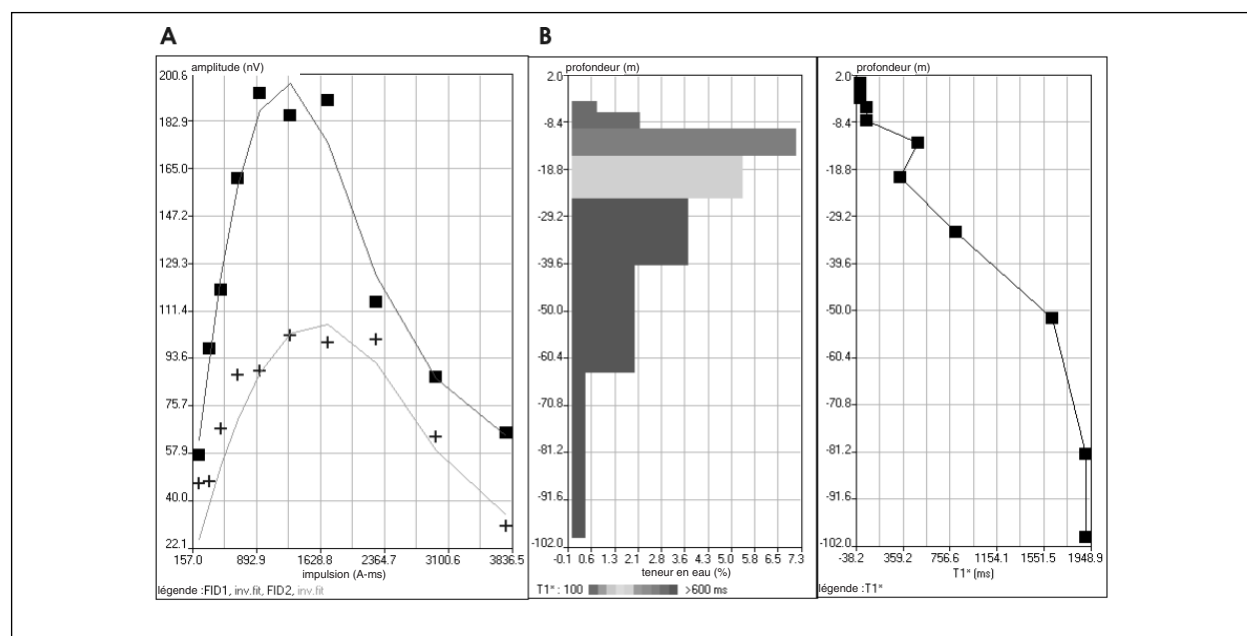 A
B
amplitude (nV)
200.6
182.9
165.0
147.2
129.3
111.4
93.6
75.7
57.9
40.0
22.1
157.0 892.9 1628.8 2364.7 3100.6 3836.5
impulsion (A-ms)
légende :FID1, inv.fit, FID2, inv.fit
profondeur (m)
2.0
-8.4
-18.8
-29.2
-39.6
-50.0
-60.4
-70.8
-81.2
-91.6
-102.0
-0.1 0.6 1.3 2.1 2.8 3.6 4.3 5.0 5.8 6.5 7.3
teneur en eau (%)
T1* : 100 >600 ms
profondeur (m)
2.0
-8.4
-18.8
-29.2
-39.6
-50.0
-60.4
-70.8
-81.2
-91.6
-102.0
-38.2 359.2 756.6 1154.1 1551.5 1948.9
T1* (ms)
légende :T1*